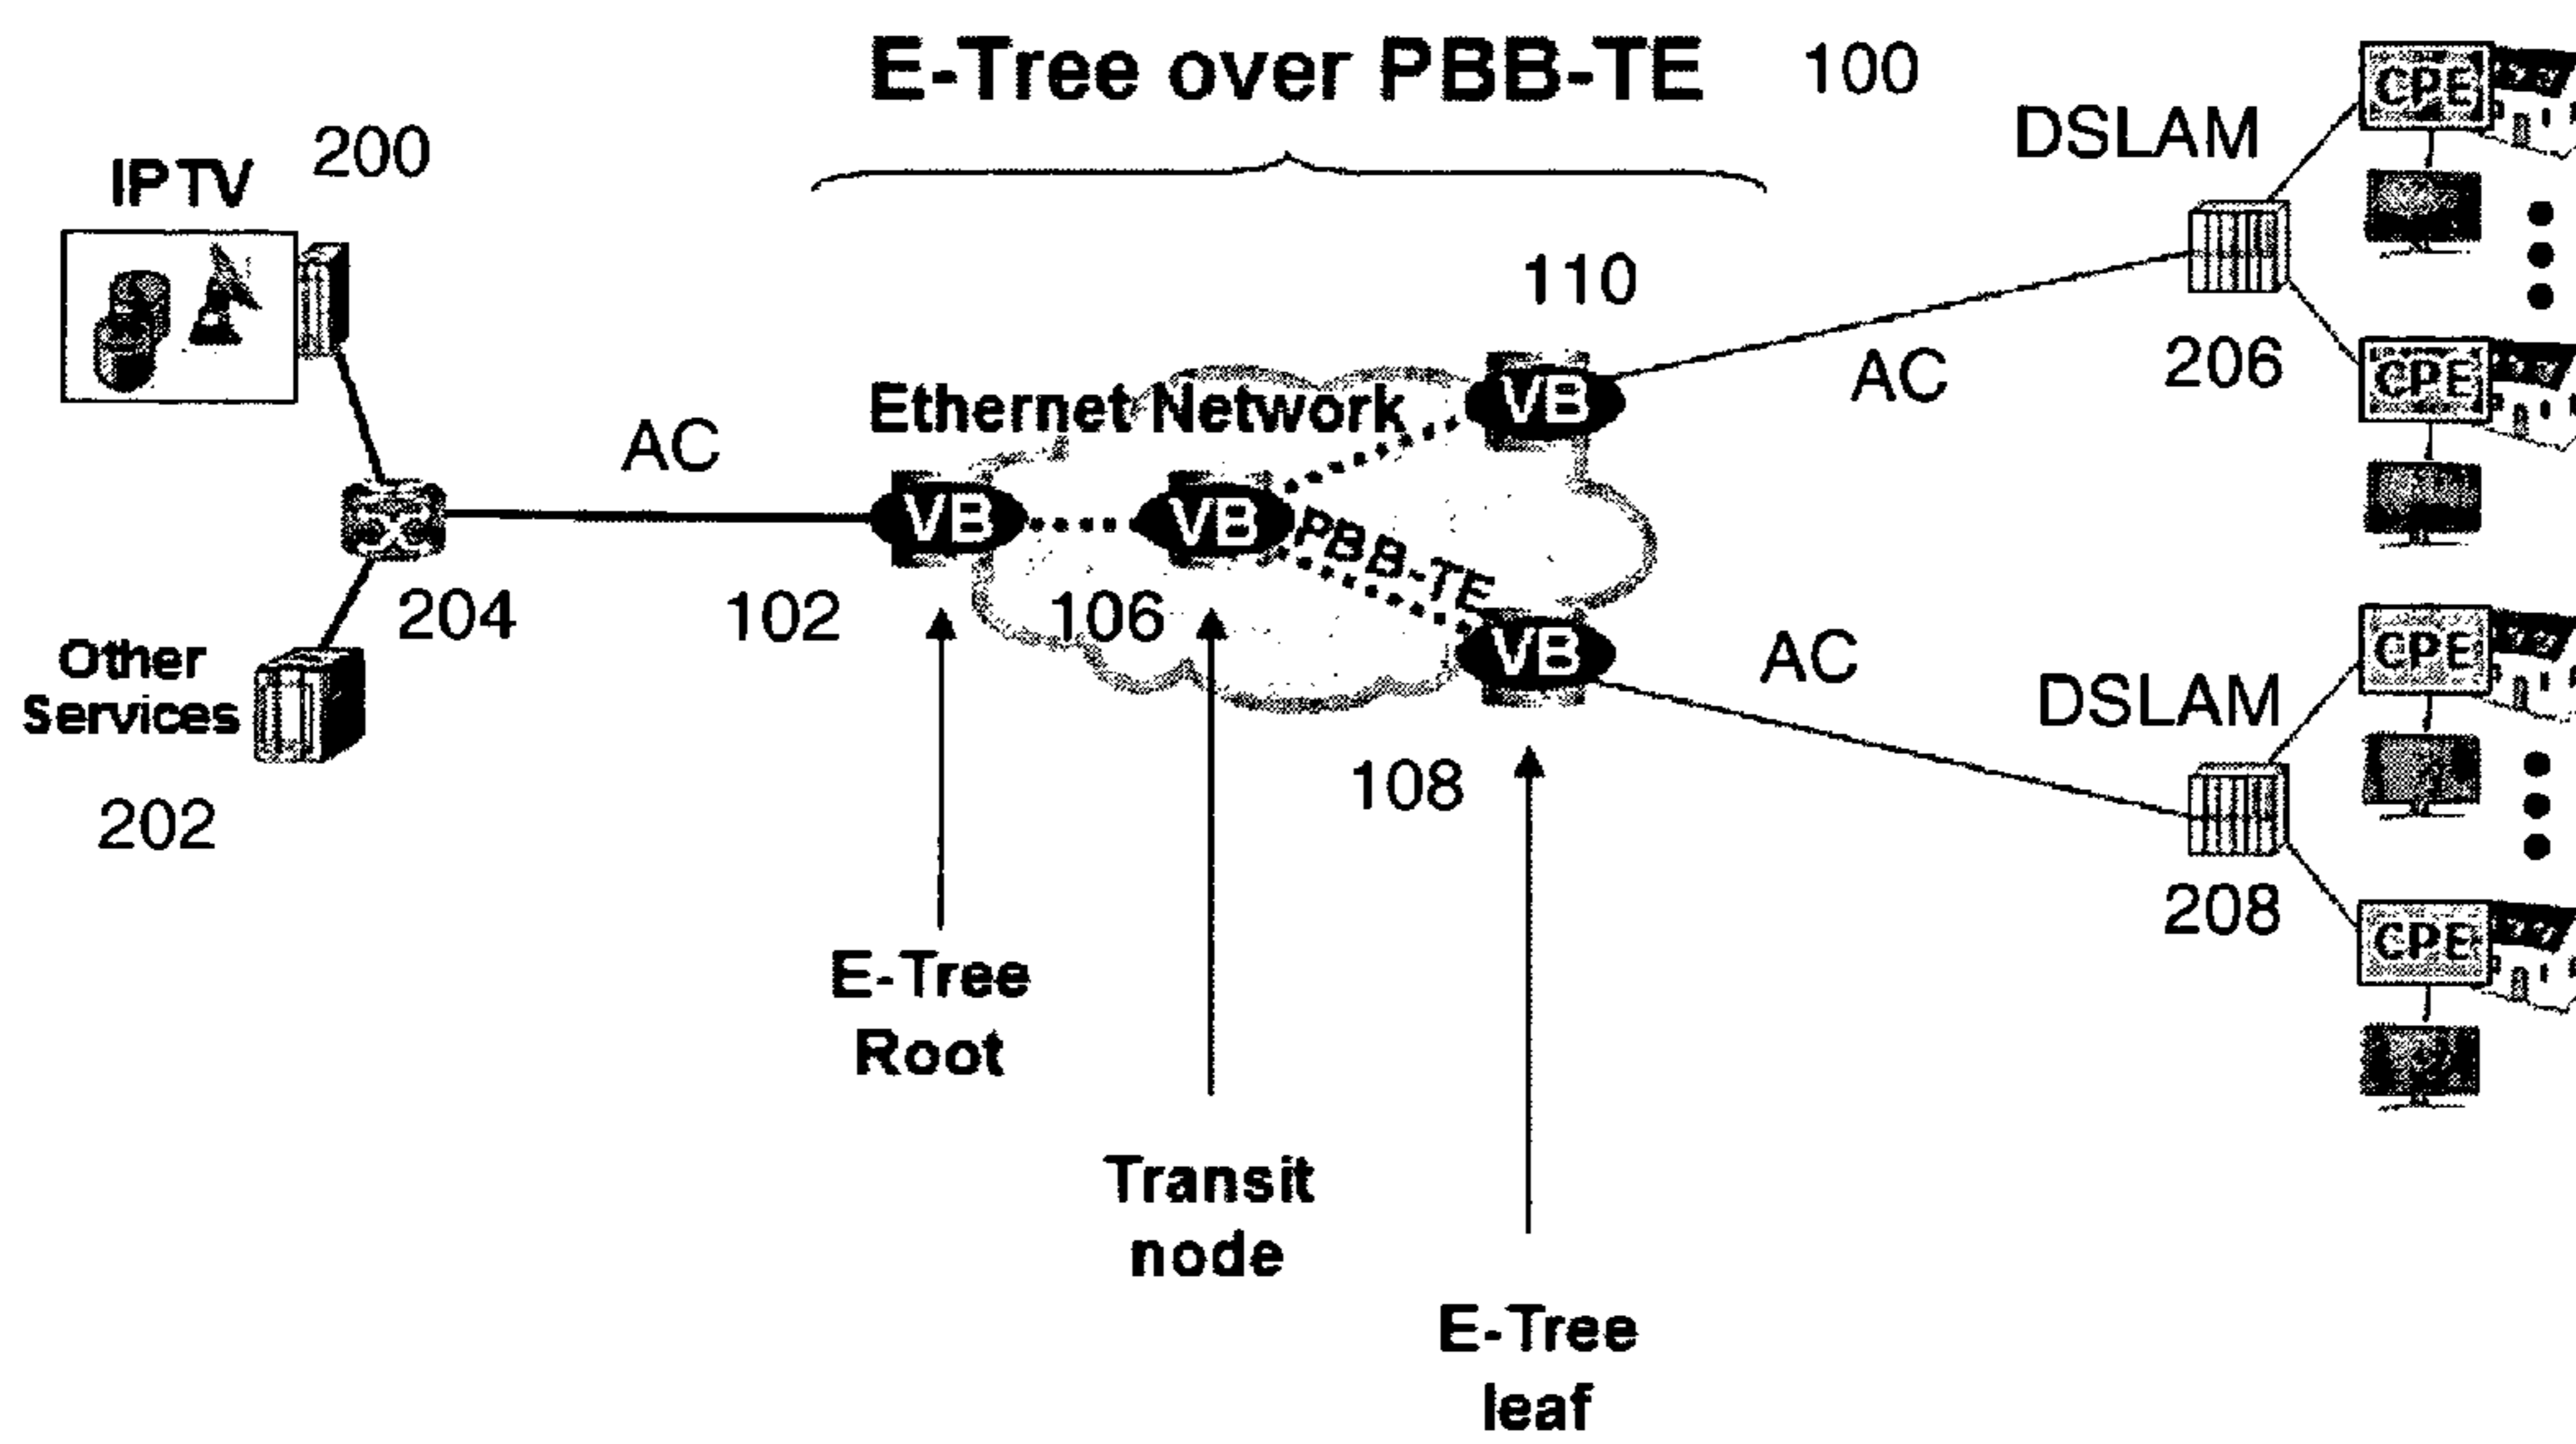 E-Tree over PBB-TE 100
IPTV 200
DSLAM
CPE
110
AC
206
CPE
Ethernet Network
VB
AC
VB
VB
PBB-TE
204
102
106
VB
AC
Other
Services
202
108
DSLAM
CPE
208
CPE
E-Tree
Root
Transit
node
E-Tree
leaf